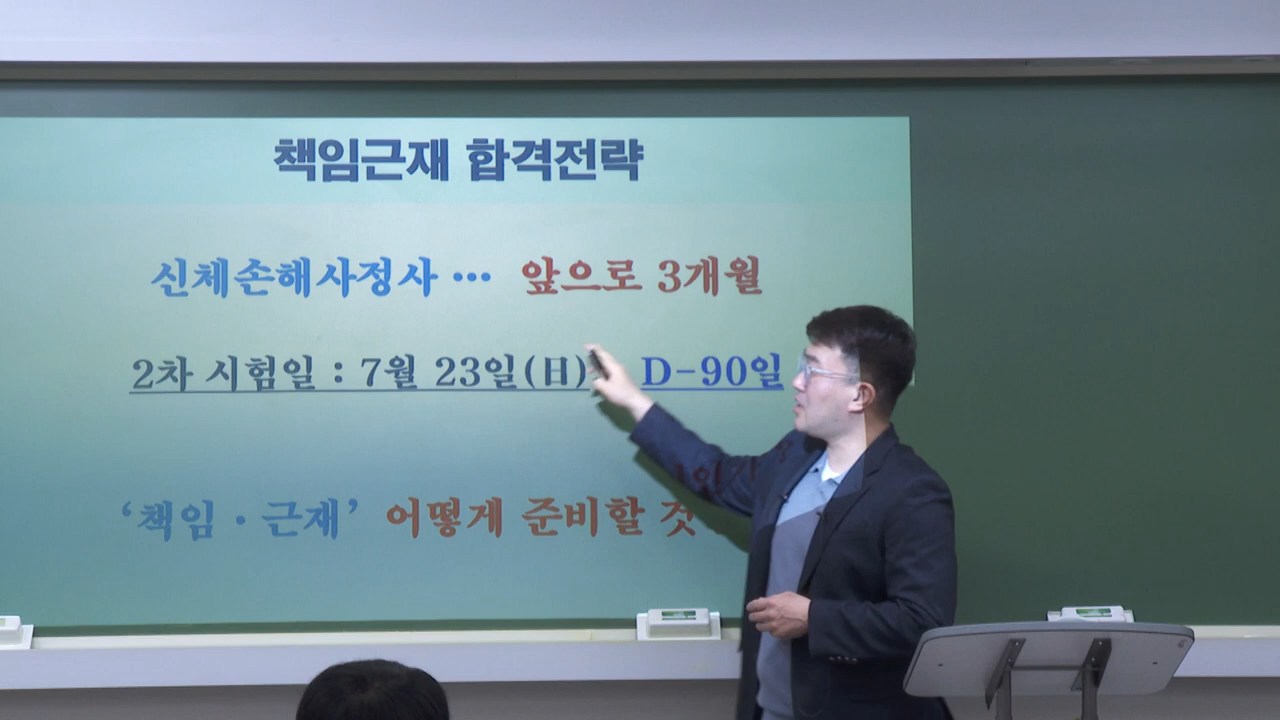 책임근재 합격전략
신체손해사정사 … 앞으로 3개월
2차 시험일 : 7월 23일(日) D-90일
‘책임 · 근재’ 어떻게 준비할 것인가 ?